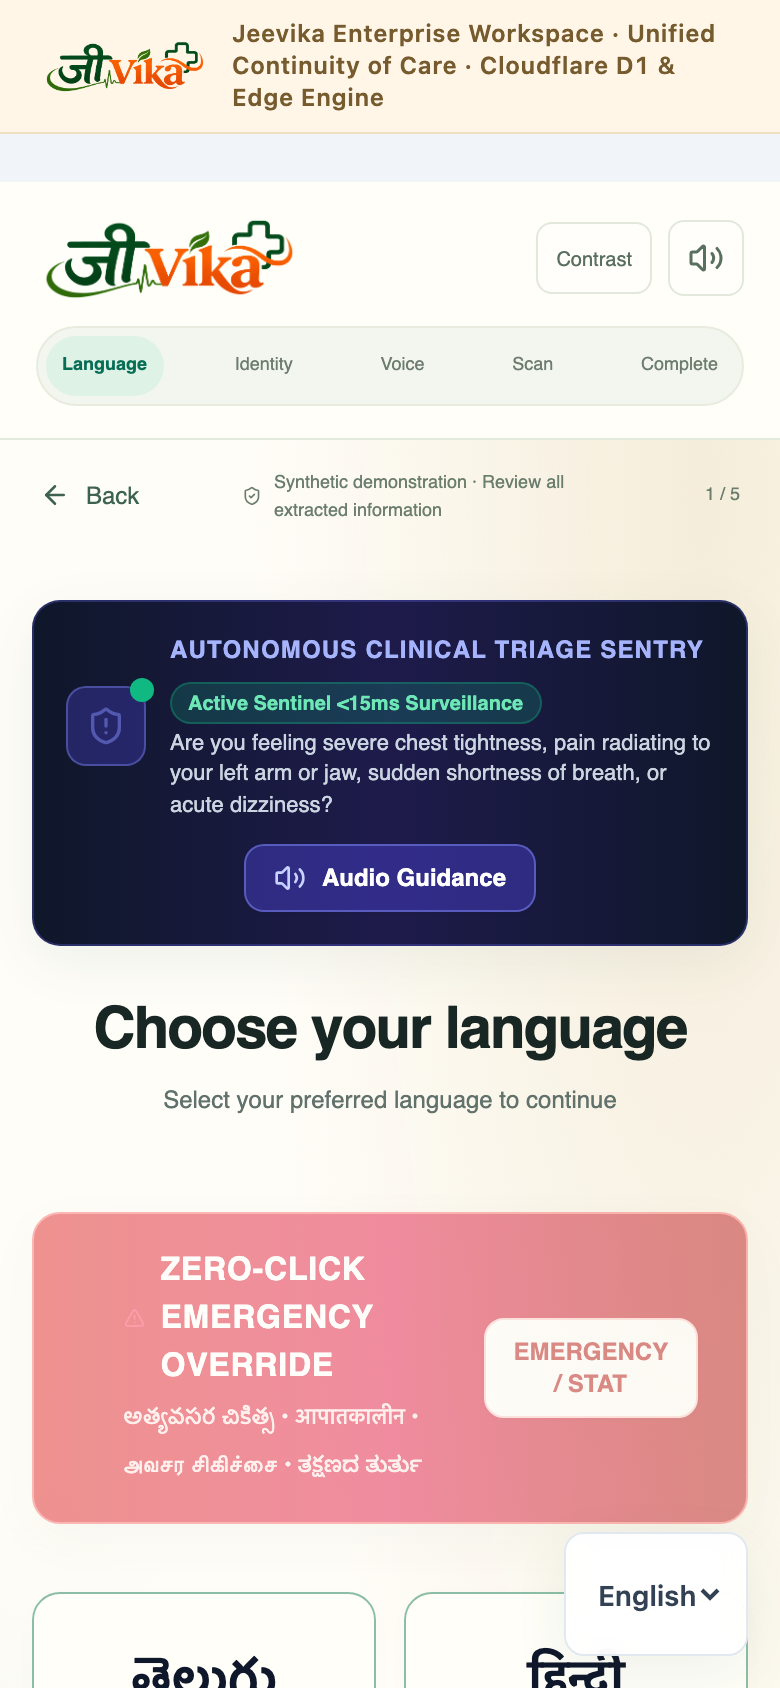 जीvika
Jeevika Enterprise Workspace · Unified
Continuity of Care · Cloudflare D1 &
Edge Engine
जीvika
Contrast
Language
Identity
Voice
Scan
Complete
Back
Synthetic demonstration · Review all
extracted information
1 / 5
AUTONOMOUS CLINICAL TRIAGE SENTRY
Active Sentinel <15ms Surveillance
Are you feeling severe chest tightness, pain radiating to
your left arm or jaw, sudden shortness of breath, or
acute dizziness?
Audio Guidance
Choose your language
Select your preferred language to continue
ZERO-CLICK
EMERGENCY
OVERRIDE
అత్యవసర చికిత్స • आपातकालीन •
அவசர சிகிச்சை • ತಕ್ಷಣದ ತುರ್ತು
EMERGENCY
/ STAT
English
తెలుగు
हिन्दी